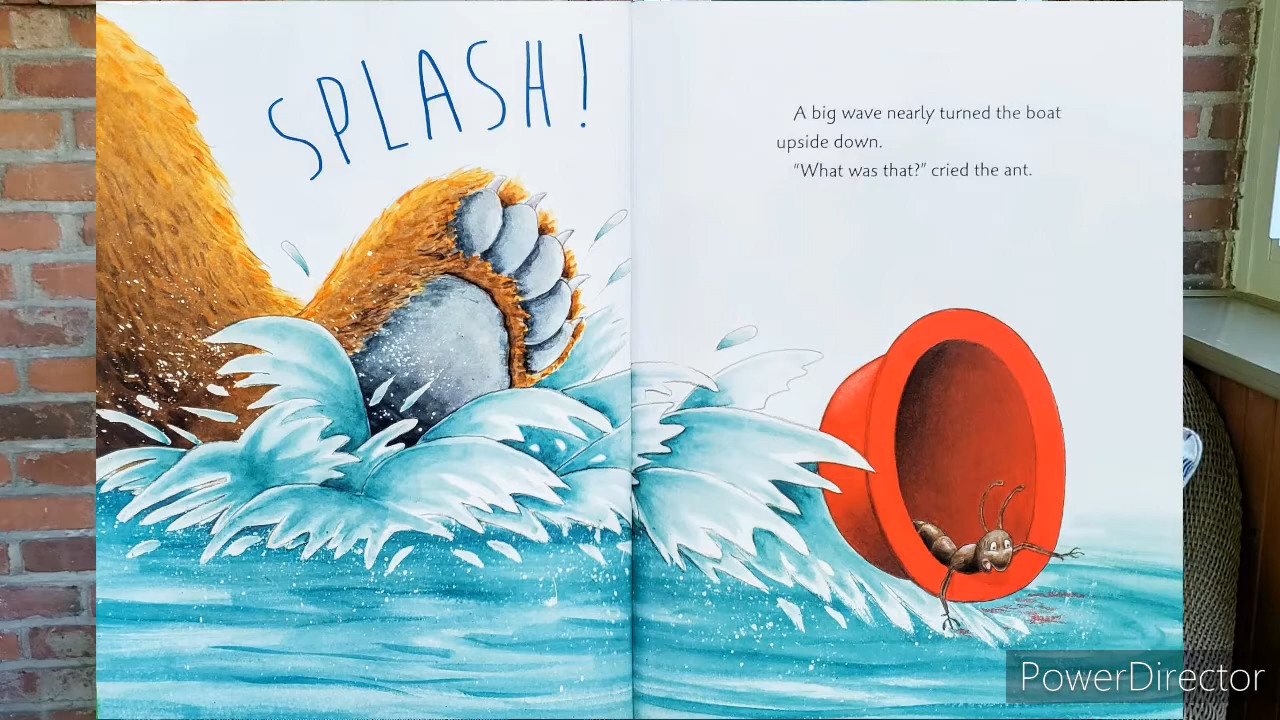 SPLASH!
A big wave nearly turned the boat
upside down.
“What was that?” cried the ant.
PowerDirector